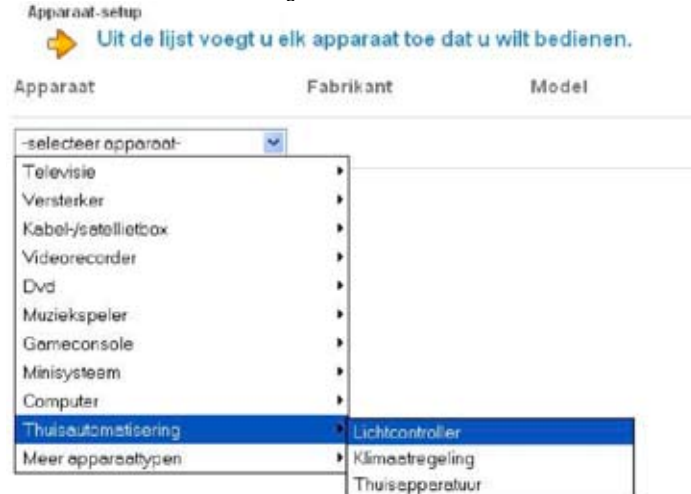 Apparaat-setup
Uit de lijst voegt u elk apparaat toe dat u wilt bedienen.
Apparaat Fabrikant Model
-selecteer apparaat-
Televisie
Versterker
Kabel-/satellietbox
Videorecorder
Dvd
Muziekspeler
Gameconsole
Minisysteem
Computer
Thuisautomatisering Lichtcontroller
Meer apparaattypen Klimaatregeling
Thuisapparatuur